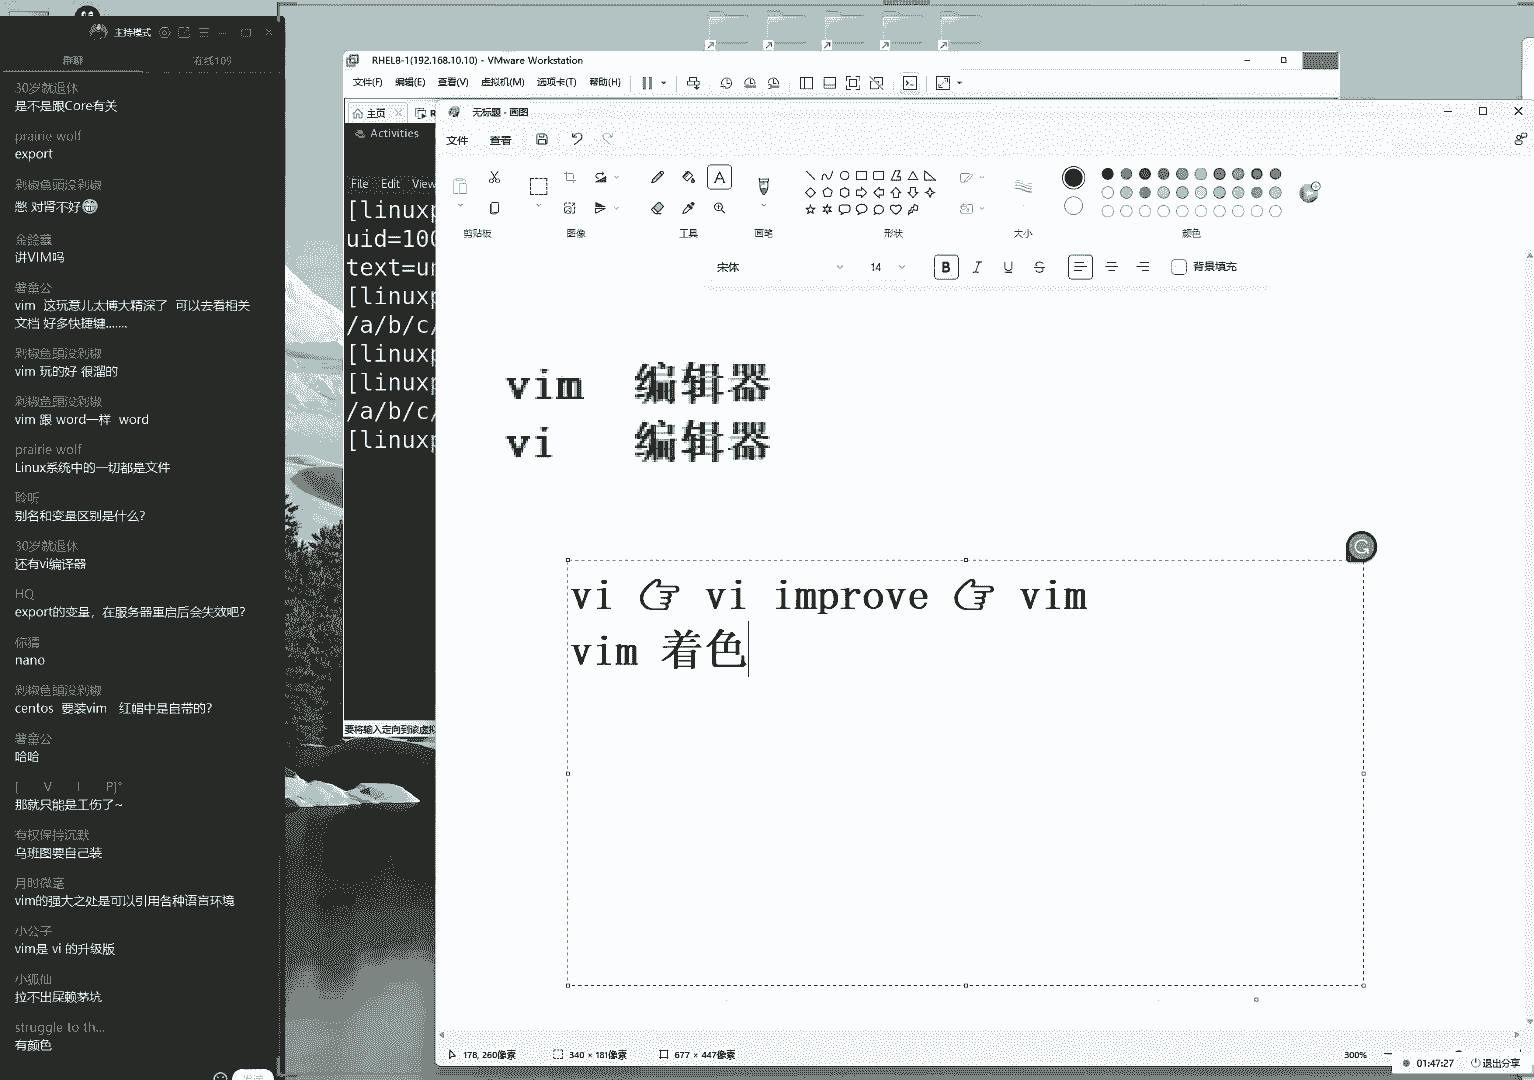 主持模式
群聊
在线109
30岁就退休
是不是跟Core有关
prairie wolf
export
剁椒鱼頭没剁椒
憋 对肾不好
讲VIM吗
薯童公
vim 这玩意儿太博大精深了 可以去看相关
文档 好多快捷键.......
剁椒鱼頭没剁椒
vim 玩的好 很溜的
剁椒鱼頭没剁椒
vim 跟 word一样 word
prairie wolf
Linux系统中的一切都是文件
聆听
别名和变量区别是什么?
30岁就退休
还有vi编译器
HQ
export的变量，在服务器重启后会失效吧?
你猜
nano
剁椒鱼頭没剁椒
centos 要装vim 红帽中是自带的?
薯童公
哈哈
[ V I P]°
那就只能是工伤了~
有权保持沉默
乌班图要自己装
月时微毫
vim的强大之处是可以引用各种语言环境
小公子
vim是 vi 的升级版
小狐仙
拉不出屎赖茅坑
struggle to th...
有颜色
发送
RHEL8-1(192.168.10.10) - VMware Workstation
文件(F) 编辑(E) 查看(V) 虚拟机(M) 选项卡(T) 帮助(H)
主页
R
Activities
File Edit View
[linuxp
uid=100
text=un
[linuxp
/a/b/c/
[linuxp
[linuxp
/a/b/c/
[linuxp
要将输入定向到该虚拟
无标题 - 画图
文件 查看
剪贴板 图像 工具 画笔 形状 大小 颜色
宋体 14 B I U S 背景填充
vim 编辑器
vi 编辑器
vi 👉 vi improve 👉 vim
vim 着色
178, 260像素 340 × 181像素 677 × 447像素 300%
01:47:27 退出分享